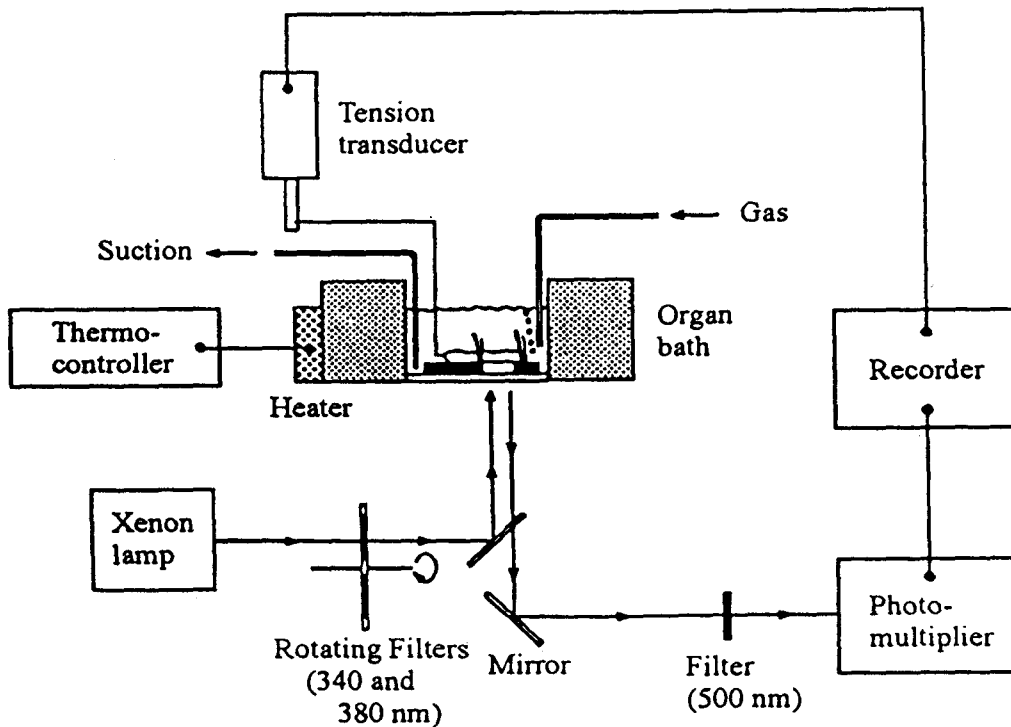 Tension
transducer
Gas
Suction
Thermo-
controller
Organ
bath
Recorder
Heater
Xenon
lamp
Photo-
multiplier
Rotating Filters
(340 and
380 nm)
Mirror
Filter
(500 nm)